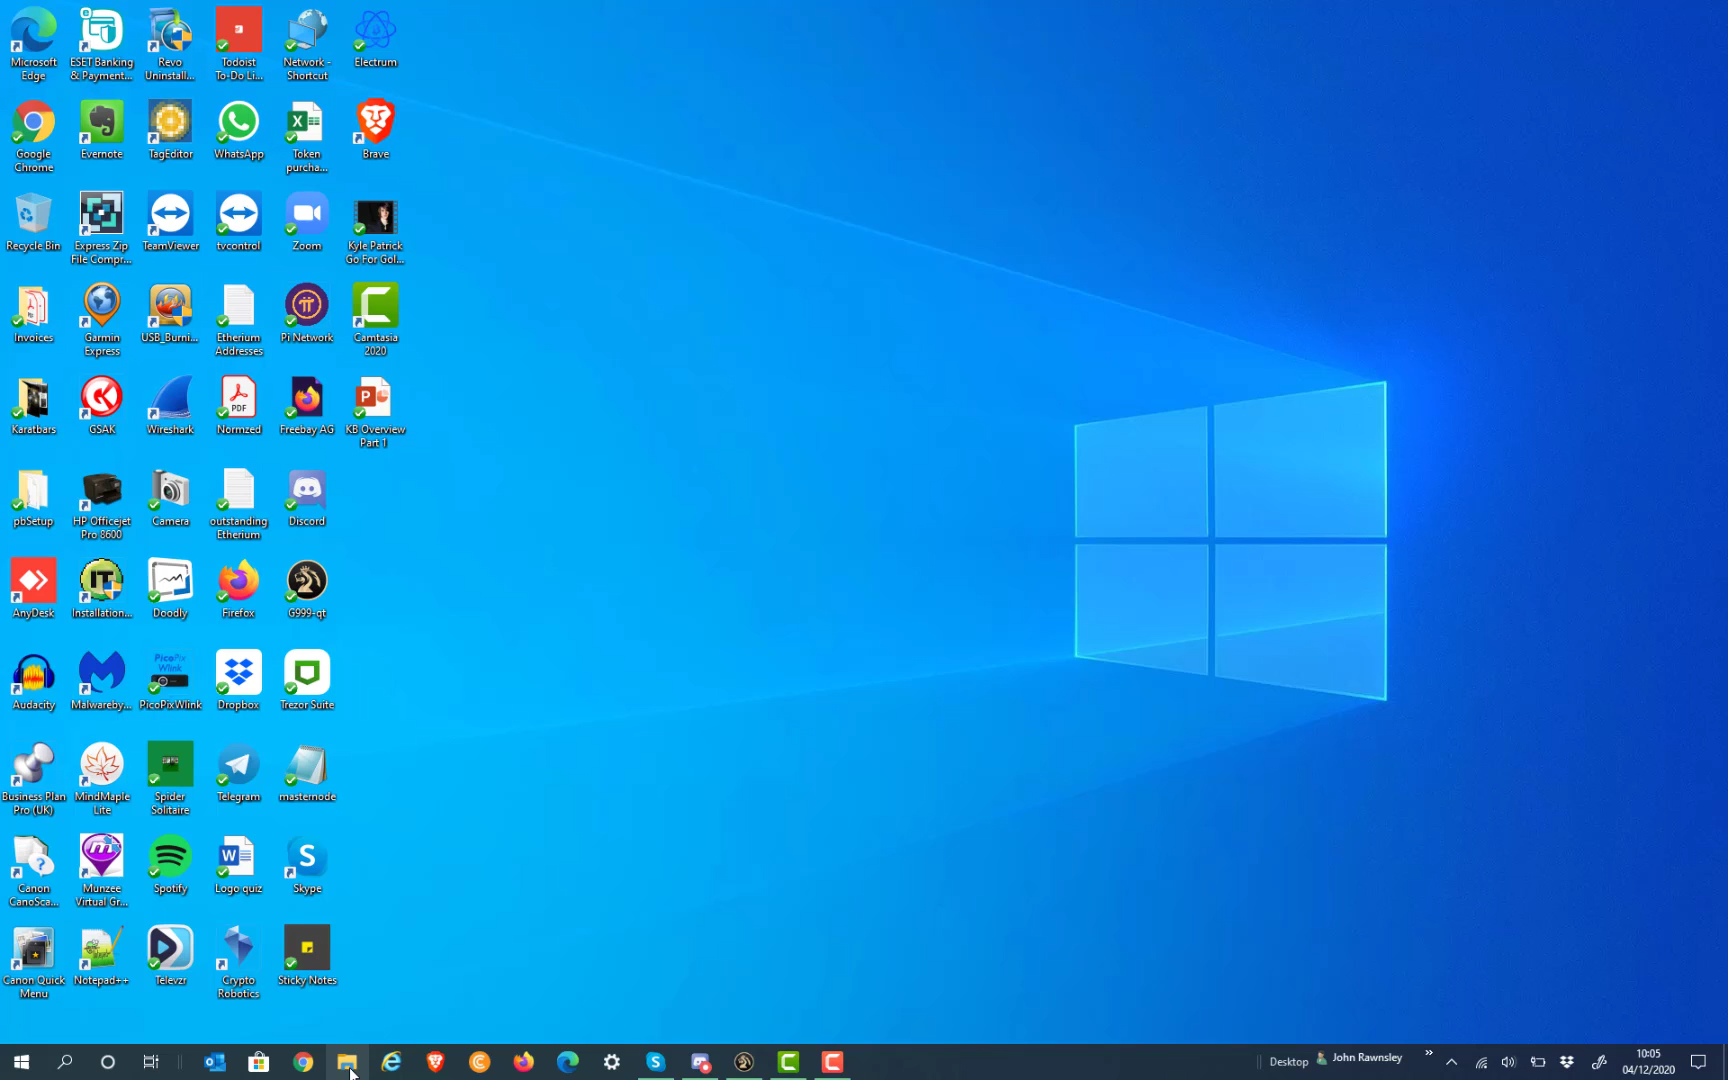 Microsoft
Edge
ESET Banking
& Payment...
Revo
Uninstall...
Todoist
To-Do Li...
Network -
Shortcut
Electrum
Google
Chrome
Evernote
TagEditor
WhatsApp
Token
purcha...
Brave
Recycle Bin
Express Zip
File Compr...
TeamViewer
tvcontrol
Zoom
Kyle Patrick
Go For Gol...
Invoices
Garmin
Express
USB_Burni...
Etherium
Addresses
Pi Network
Camtasia
2020
Karatbars
GSAK
Wireshark
PDF
Normzed
Freebay AG
KB Overview
Part 1
pbSetup
HP Officejet
Pro 8600
Camera
outstanding
Etherium
Discord
AnyDesk
IT
Installation...
Doodly
Firefox
G999-qt
Audacity
Malwareby...
PicoPix
Wlink
PicoPixWlink
Dropbox
Trezor Suite
Business Plan
Pro (UK)
MindMaple
Lite
Spider
Solitaire
Telegram
masternode
Canon
CanoSca...
Munzee
Virtual Gr...
Spotify
Logo quiz
Skype
Canon Quick
Menu
Notepad++
Televzr
Crypto
Robotics
Sticky Notes
Desktop
John Rawnsley
10:05
04/12/2020